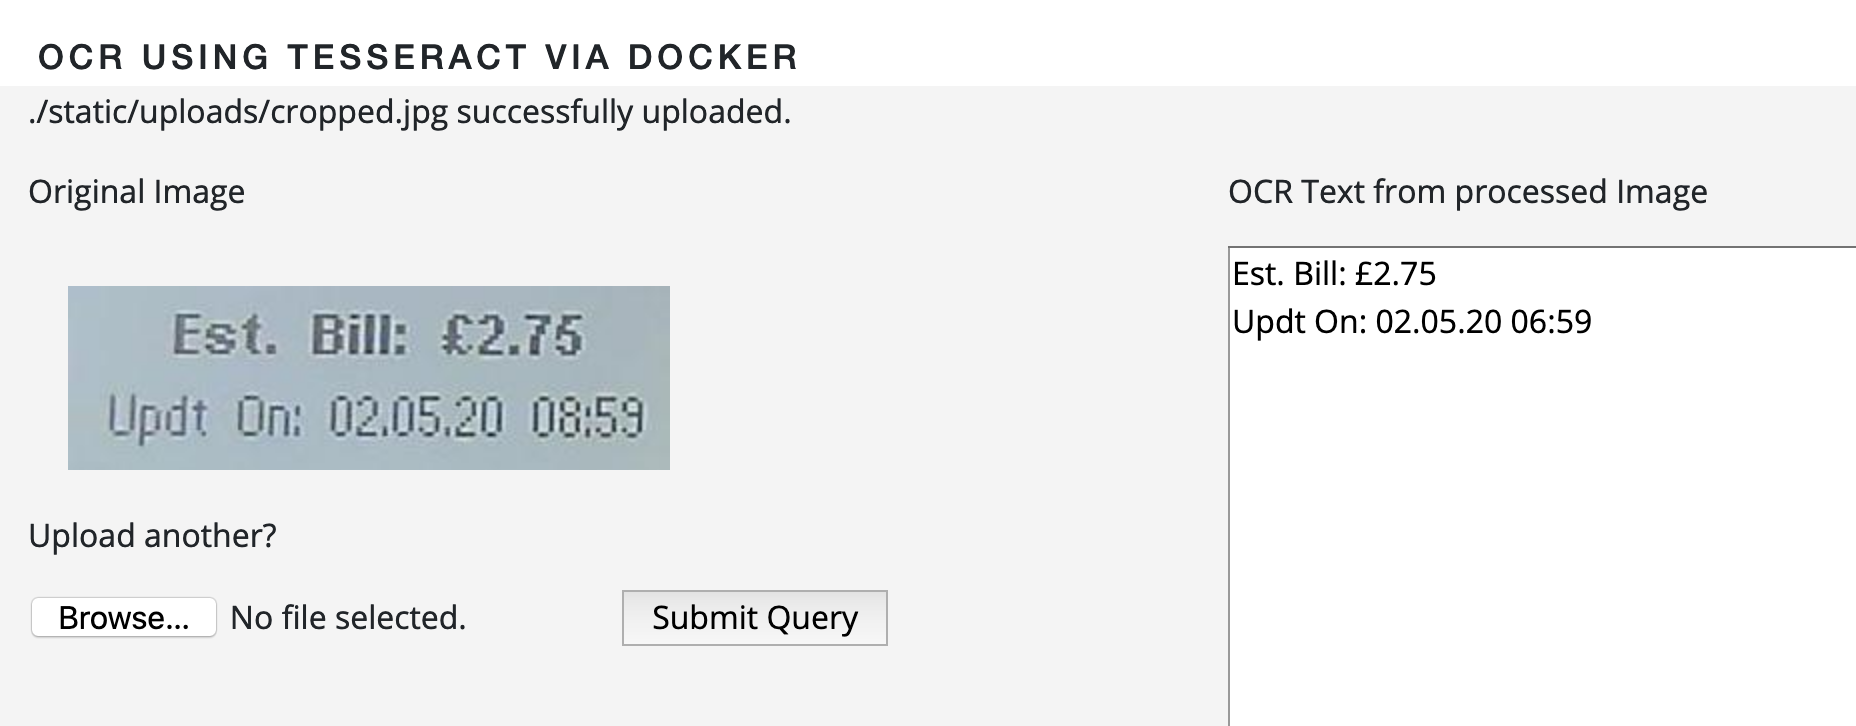 OCR USING TESSERACT VIA DOCKER
./static/uploads/cropped.jpg successfully uploaded.
Original Image
Est. Bill: £2.75
Updt On: 02.05.20 08:59
Upload another?
Browse... No file selected. Submit Query
OCR Text from processed Image
Est. Bill: £2.75
Updt On: 02.05.20 06:59